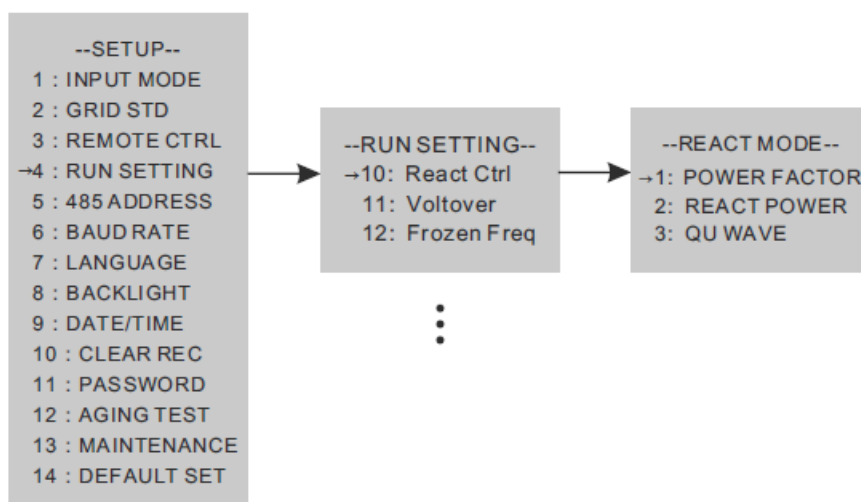 --SETUP--
1 : INPUT MODE
2 : GRID STD
3 : REMOTE CTRL
→4 : RUN SETTING
5 : 485 ADDRESS
6 : BAUD RATE
7 : LANGUAGE
8 : BACKLIGHT
9 : DATE/TIME
10 : CLEAR REC
11 : PASSWORD
12 : AGING TEST
13 : MAINTENANCE
14 : DEFAULT SET
--RUN SETTING--
→10: React Ctrl
11: Voltover
12: Frozen Freq
--REACT MODE--
→1: POWER FACTOR
2: REACT POWER
3: QU WAVE